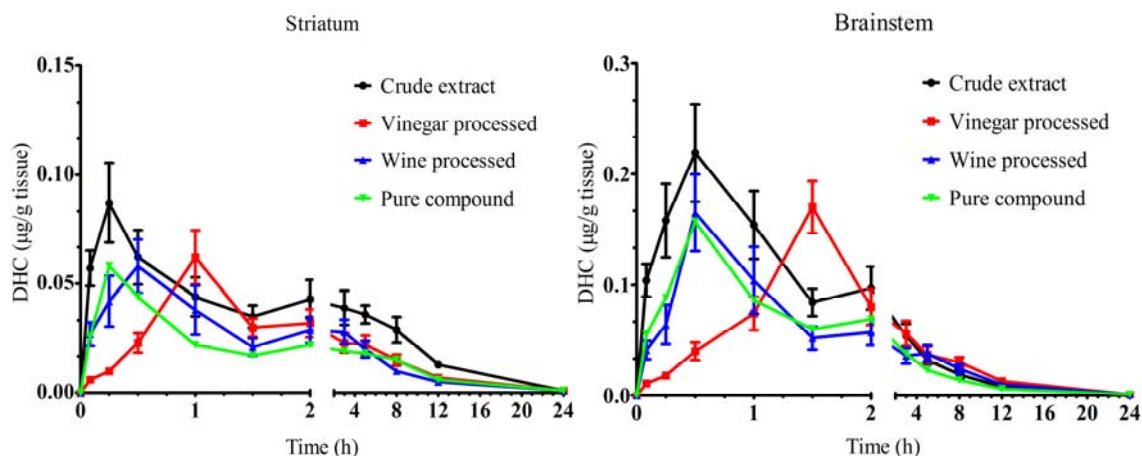 Striatum
0.15
0.10
0.05
0.00
DHC (μg/g tissue)
Crude extract
Vinegar processed
Wine processed
Pure compound
0 1 2 4 8 12 16 20 24
Time (h)
Brainstem
0.3
0.2
0.1
0.0
DHC (μg/g tissue)
Crude extract
Vinegar processed
Wine processed
Pure compound
0 1 2 4 8 12 16 20 24
Time (h)